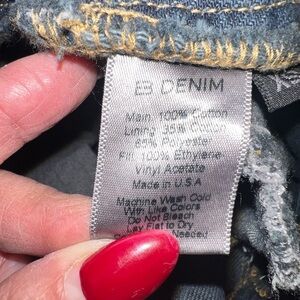 EB DENIM
Main: 100% Cotton
Lining: 35% Cotton
65% Polyester
Fill: 100% Ethylene
Vinyl Acetate
Made in U.S.A
Machine Wash Cold
With Like Colors
Do Not Bleach
Lay Flat to Dry
Needed